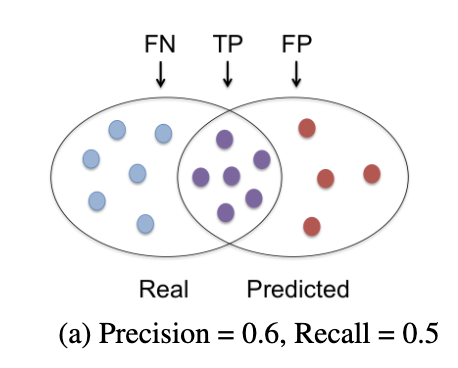 FN TP FP
Real Predicted
(a) Precision = 0.6, Recall = 0.5